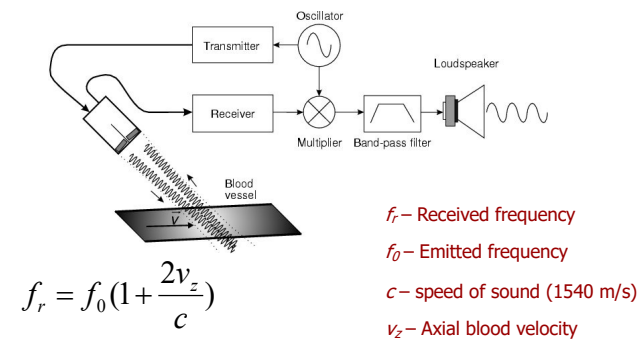 Oscillator
Transmitter
Loudspeaker
Receiver
Multiplier Band-pass filter
Blood
vessel
v⃗
f_r – Received frequency
f_0 – Emitted frequency
c – speed of sound (1540 m/s)
v_z – Axial blood velocity
f_r = f_0(1 + 2v_z/c)